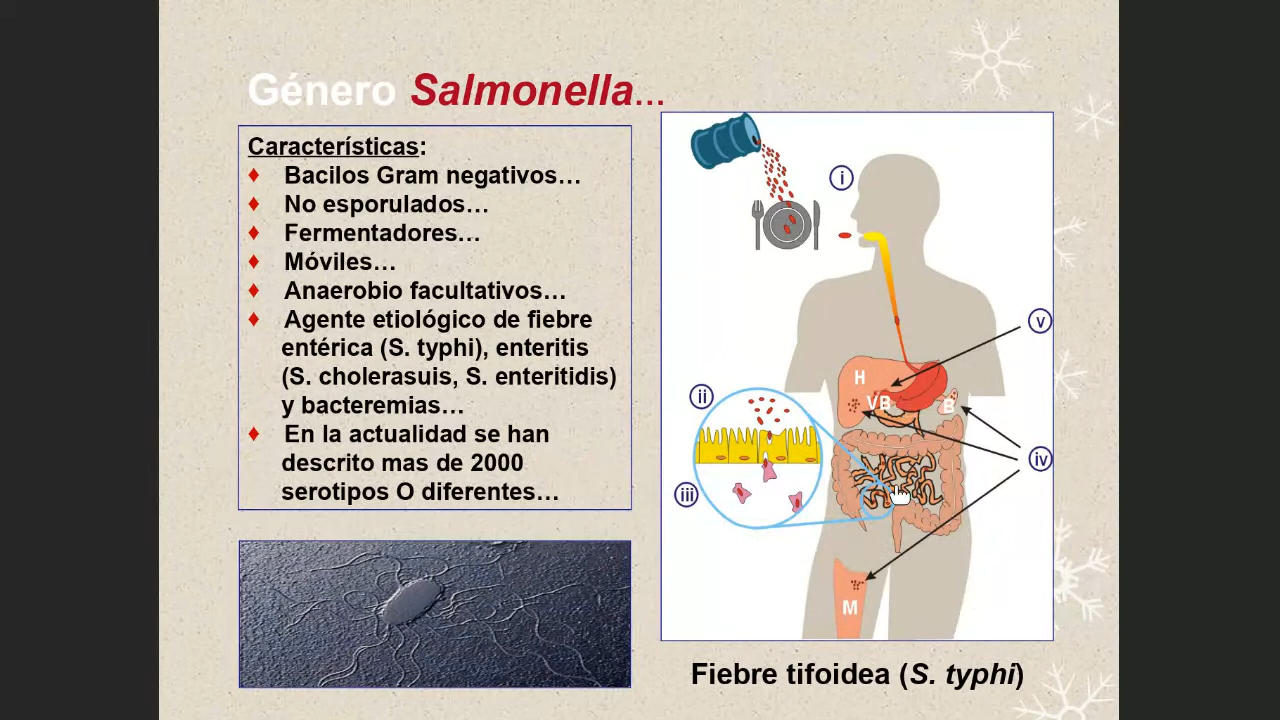 Género Salmonella...
Características:
♦ Bacilos Gram negativos…
♦ No esporulados…
♦ Fermentadores…
♦ Móviles…
♦ Anaerobio facultativos…
♦ Agente etiológico de fiebre
entérica (S. typhi), enteritis
(S. cholerasuis, S. enteritidis)
y bacteremias…
♦ En la actualidad se han
descrito mas de 2000
serotipos O diferentes…
i
v
H
VB
B
ii
iii
iv
M
Fiebre tifoidea (S. typhi)